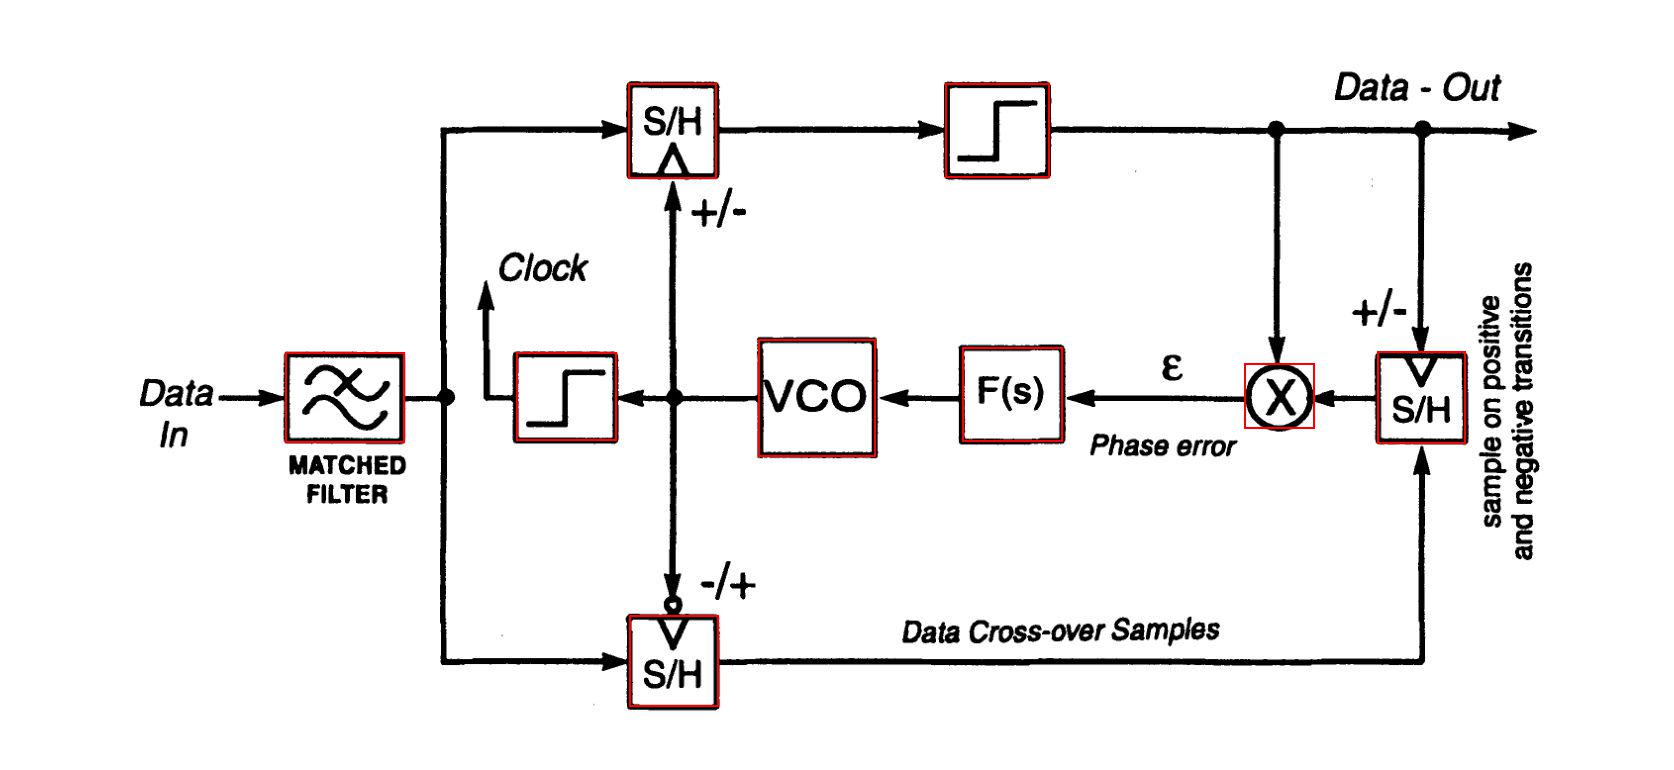 Data - Out
S/H
+/-
Clock
+/-
sample on positive
and negative transitions
Data
In
MATCHED
FILTER
VCO
F(s)
ε
Phase error
X
S/H
-/+
S/H
Data Cross-over Samples